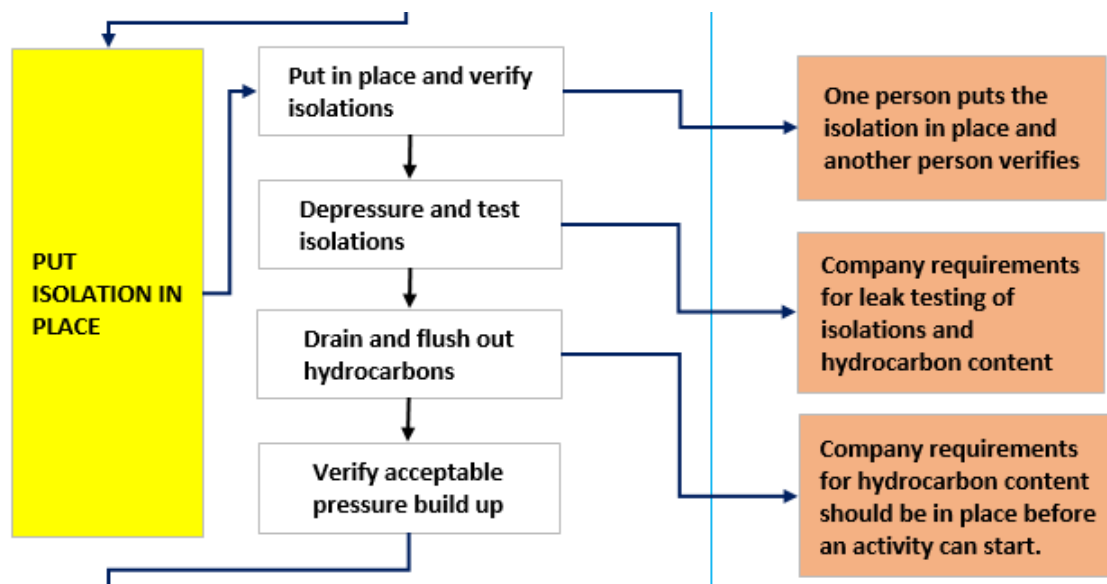 PUT
ISOLATION IN
PLACE
Put in place and verify
isolations
Depressure and test
isolations
Drain and flush out
hydrocarbons
Verify acceptable
pressure build up
One person puts the
isolation in place and
another person verifies
Company requirements
for leak testing of
isolations and
hydrocarbon content
Company requirements
for hydrocarbon content
should be in place before
an activity can start.